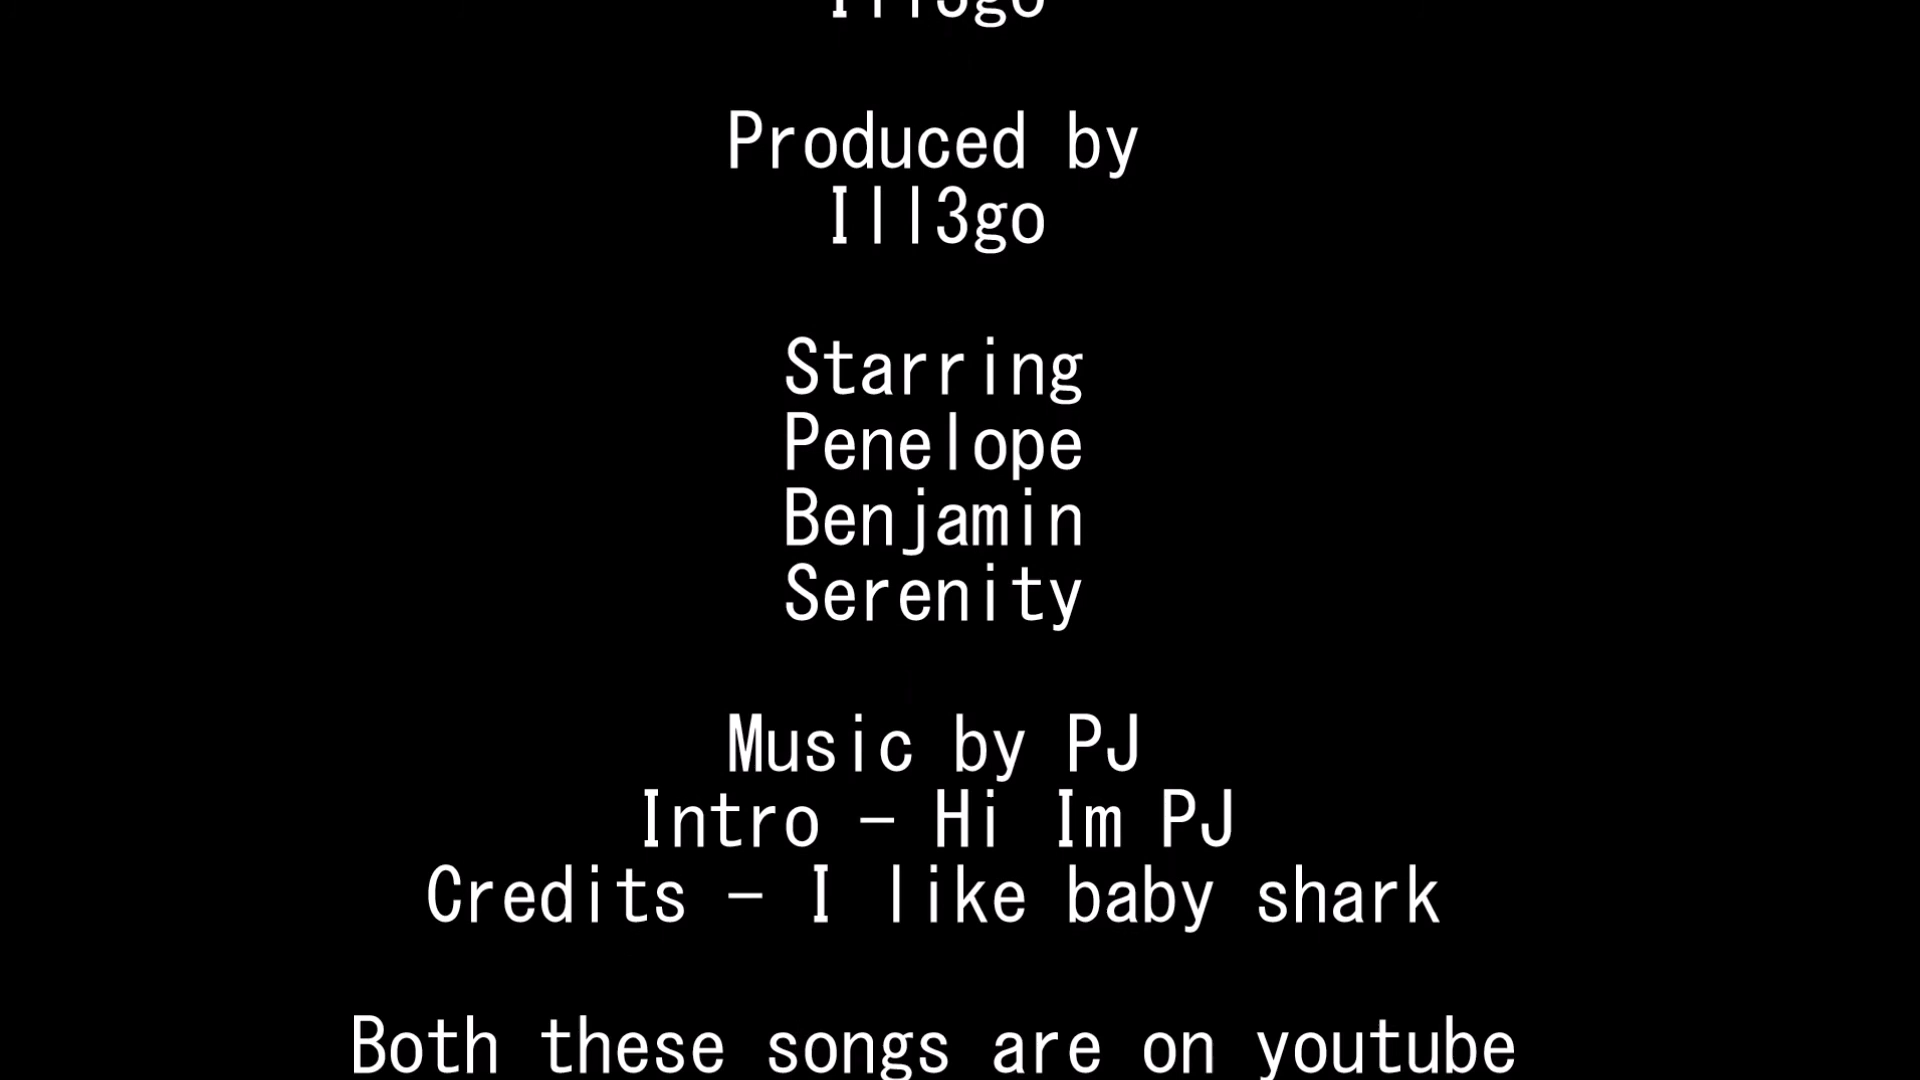 Ill3go
Produced by
Ill3go
Starring
Penelope
Benjamin
Serenity
Music by PJ
Intro - Hi Im PJ
Credits - I like baby shark
Both these songs are on youtube